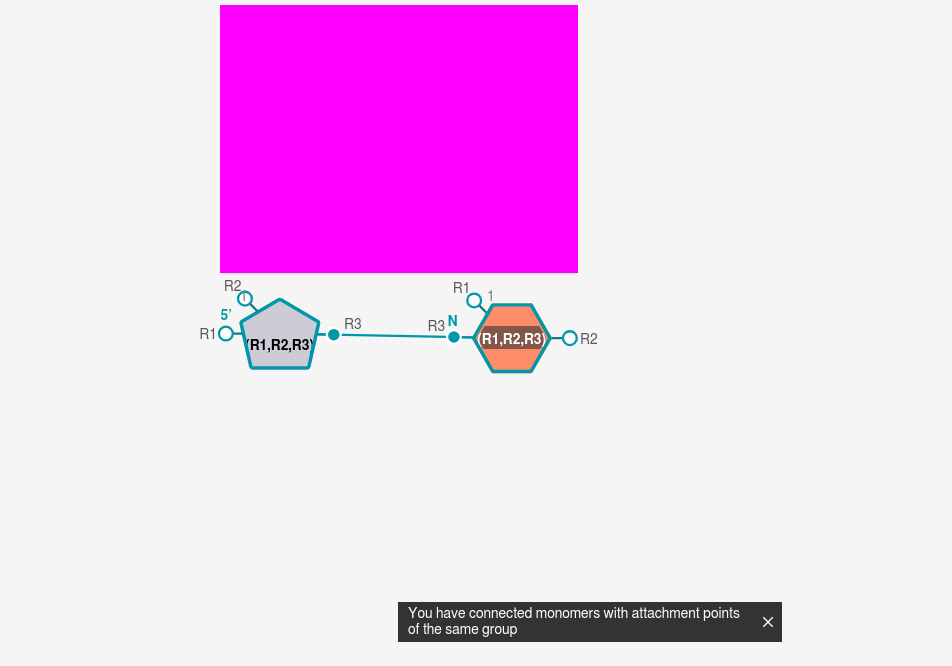 R2
1
R1
1
5’
R3
R3
N
R1
(R1,R2,R3)
(R1,R2,R3)
R2
You have connected monomers with attachment points
of the same group